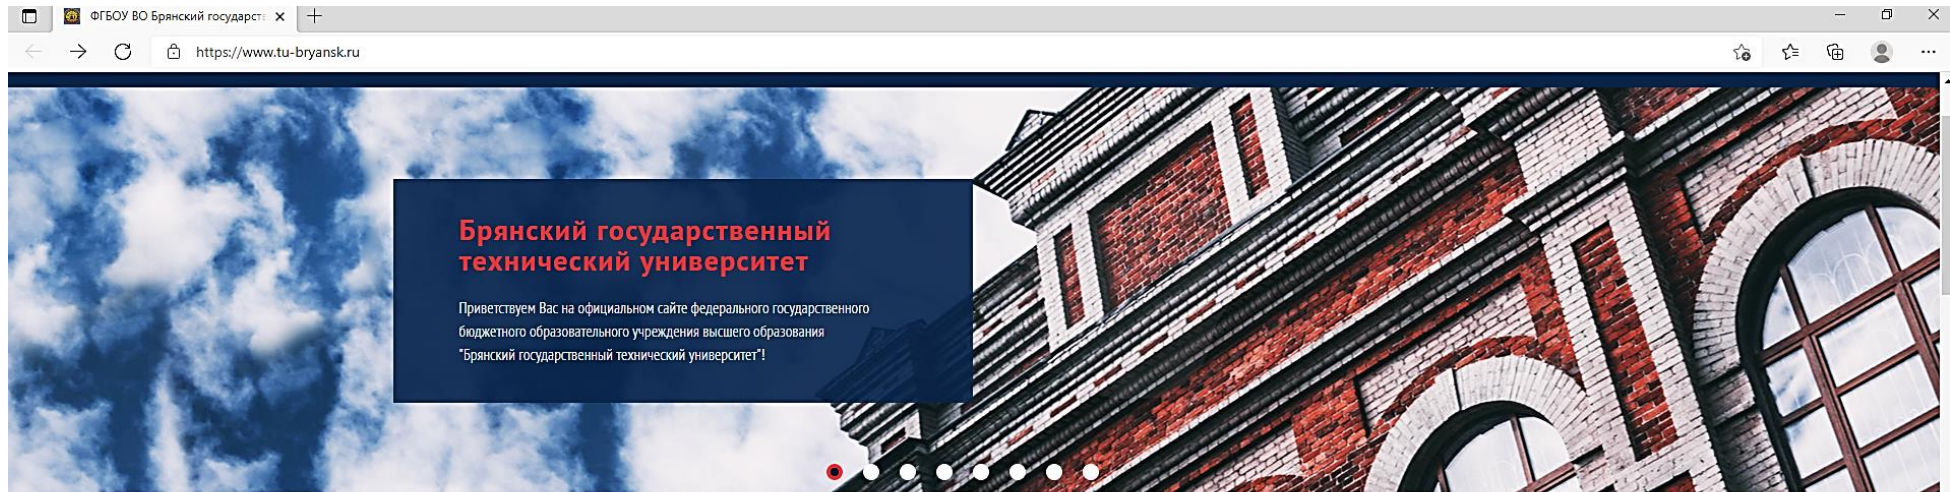 ФГБОУ ВО Брянский государст
https://www.tu-bryansk.ru
Брянский государственный
технический университет
Приветствуем Вас на официальном сайте федерального государственного
бюджетного образовательного учреждения высшего образования
"Брянский государственный технический университет"!